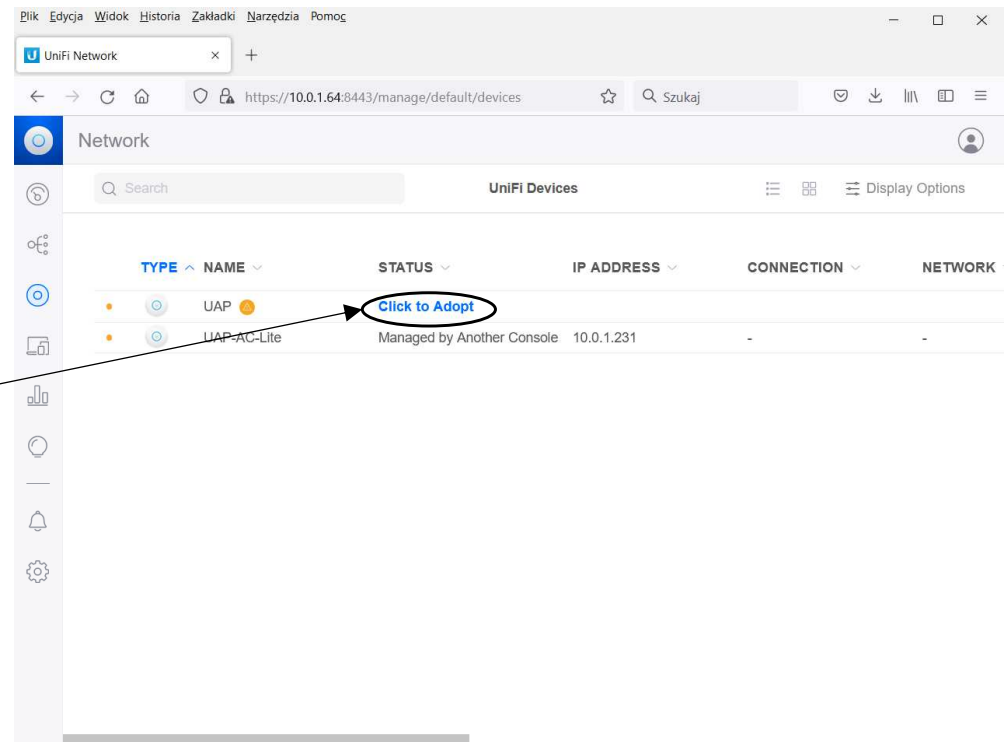 Plik Edycja Widok Historia Zakładki Narzędzia Pomoc
UniFi Network
https://10.0.1.64:8443/manage/default/devices Szukaj
Network
Search UniFi Devices Display Options
TYPE NAME STATUS IP ADDRESS CONNECTION NETWORK
UAP Click to Adopt
UAP-AC-Lite Managed by Another Console 10.0.1.231 - -